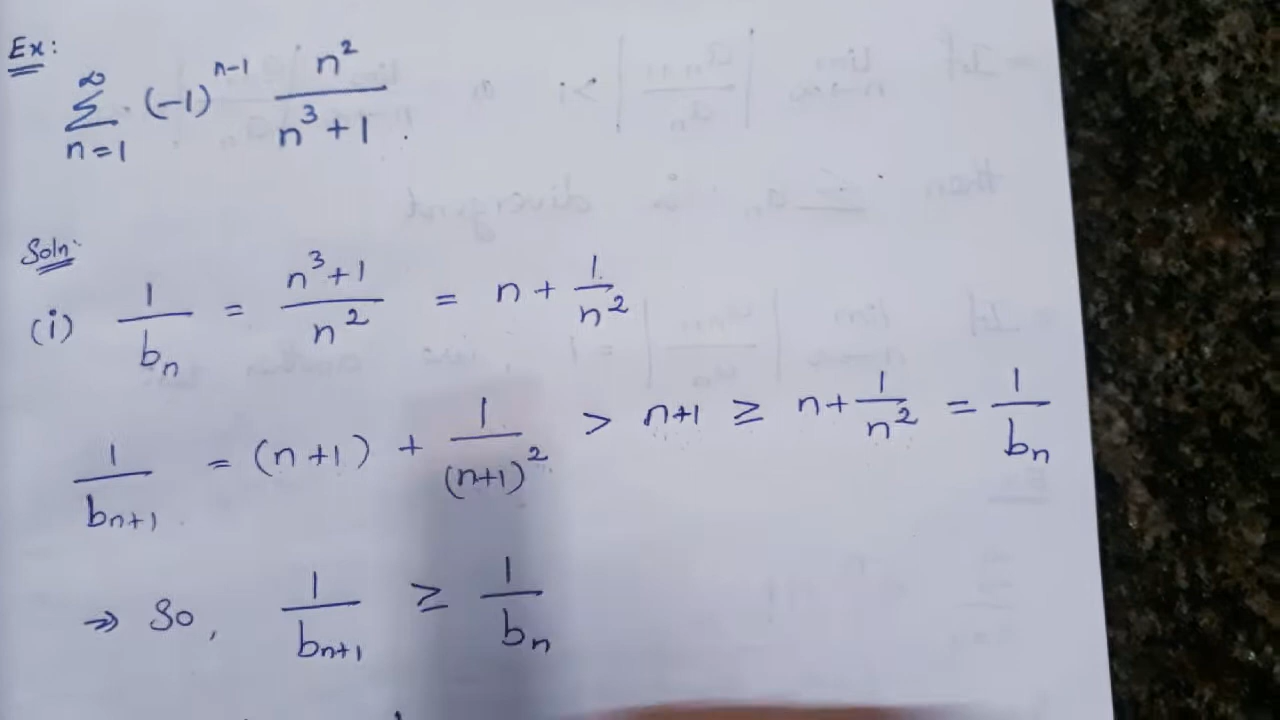 Ex:
∞
∑ (-1)^{n-1} n²/(n³+1).
n=1
Soln:
(i) 1/b_n = (n³+1)/n² = n + 1/n²
1/b_{n+1} = (n+1) + 1/(n+1)² > n+1 ≥ n + 1/n² = 1/b_n
⇒ So, 1/b_{n+1} ≥ 1/b_n